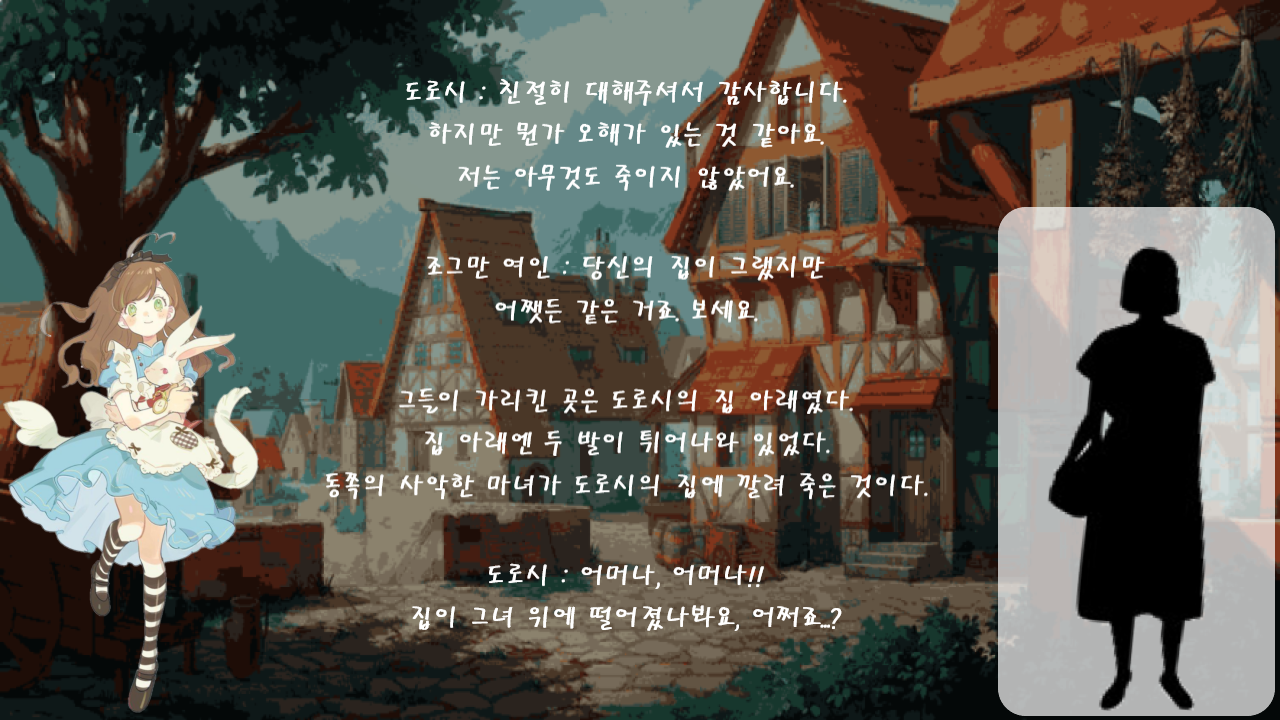 도로시 : 친절히 대해주셔서 감사합니다.
하지만 뭔가 오해가 있는 것 같아요.
저는 아무것도 죽이지 않았어요.
조그만 여인 : 당신의 집이 그랬지만
어쨋든 같은 거죠. 보세요.
그들이 가리킨 곳은 도로시의 집 아래였다.
집 아래엔 두 발이 튀어나와 있었다.
동쪽의 사악한 마녀가 도로시의 집에 깔려 죽은 것이다.
도로시 : 어머나, 어머나!!
집이 그녀 위에 떨어졌나봐요, 어쩌죠...?